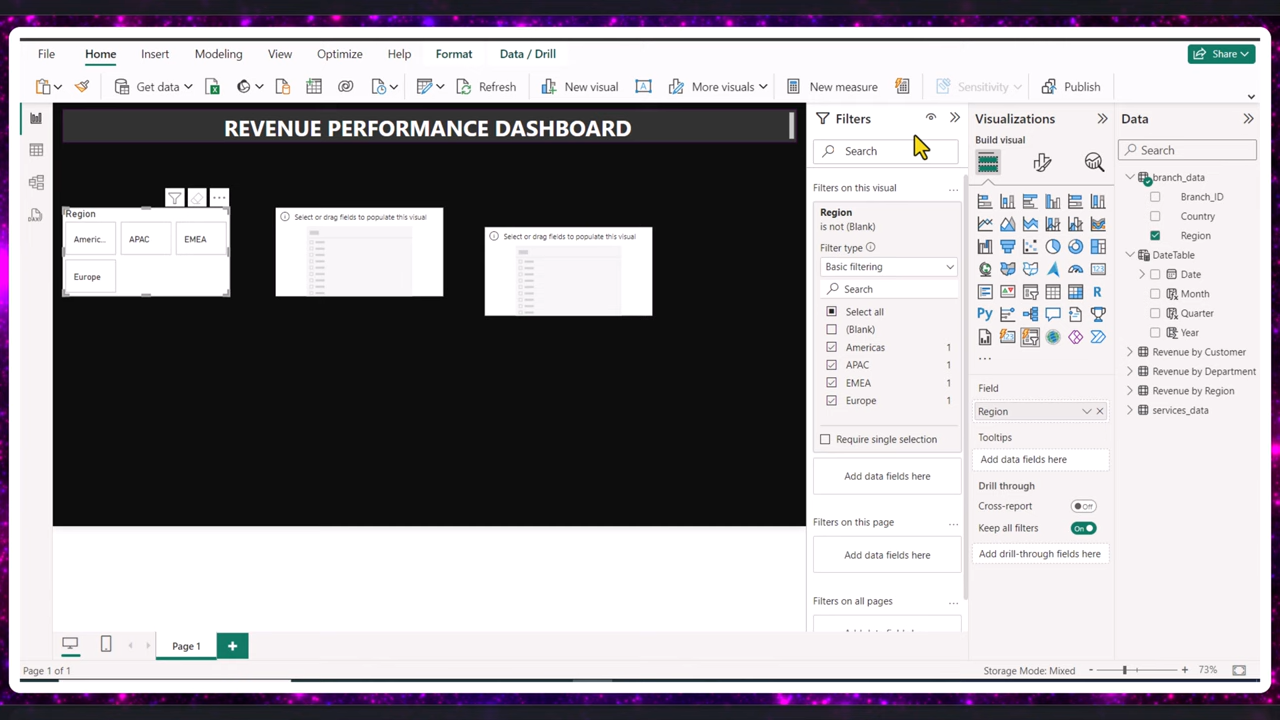 File Home Insert Modeling View Optimize Help Format Data / Drill Share
Get data Refresh New visual More visuals New measure Sensitivity Publish
REVENUE PERFORMANCE DASHBOARD
Region
Americ... APAC EMEA
Europe
Select or drag fields to populate this visual
Select or drag fields to populate this visual
Filters
Search
Filters on this visual ...
Region
is not (Blank)
Filter type
Basic filtering
Search
Select all
(Blank)
Americas 1
APAC 1
EMEA 1
Europe 1
Require single selection
Add data fields here
Filters on this page ...
Add data fields here
Filters on all pages ...
Visualizations
Build visual
R
Py
...
Field
Region
Tooltips
Add data fields here
Drill through
Cross-report Off
Keep all filters On
Add drill-through fields here
Data
Search
branch_data
Branch_ID
Country
Region
DateTable
Date
Month
Quarter
Year
Revenue by Customer
Revenue by Department
Revenue by Region
services_data
Page 1
Page 1 of 1
Storage Mode: Mixed - + 73%